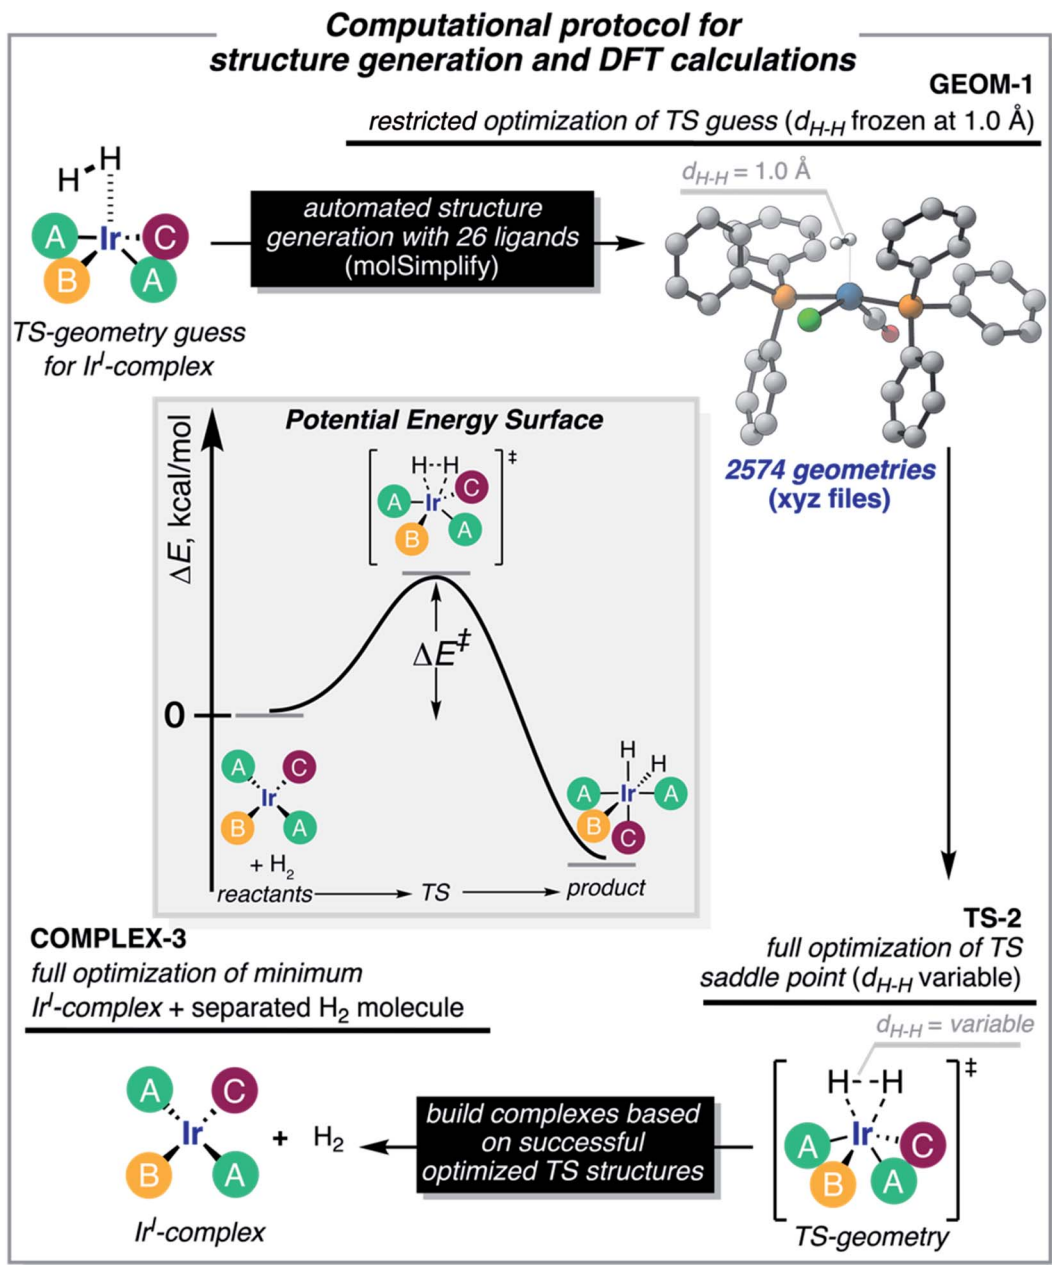 Computational protocol for
structure generation and DFT calculations
GEOM-1
restricted optimization of TS guess (dH-H frozen at 1.0 Å)
H H
A Ir C
B A
TS-geometry guess
for IrI-complex
automated structure
generation with 26 ligands
(molSimplify)
dH-H = 1.0 Å
2574 geometries
(xyz files)
Potential Energy Surface
ΔE, kcal/mol
H H ‡
A Ir C
B A
ΔE‡
0
A C
Ir
B A
+ H2
H
H
A Ir A
B
C
reactants TS product
TS-2
full optimization of TS
saddle point (dH-H variable)
COMPLEX-3
full optimization of minimum
IrI-complex + separated H2 molecule
A C
Ir
B A
+ H2
IrI-complex
build complexes based
on successful
optimized TS structures
dH-H = variable
H H ‡
A Ir C
B A
TS-geometry